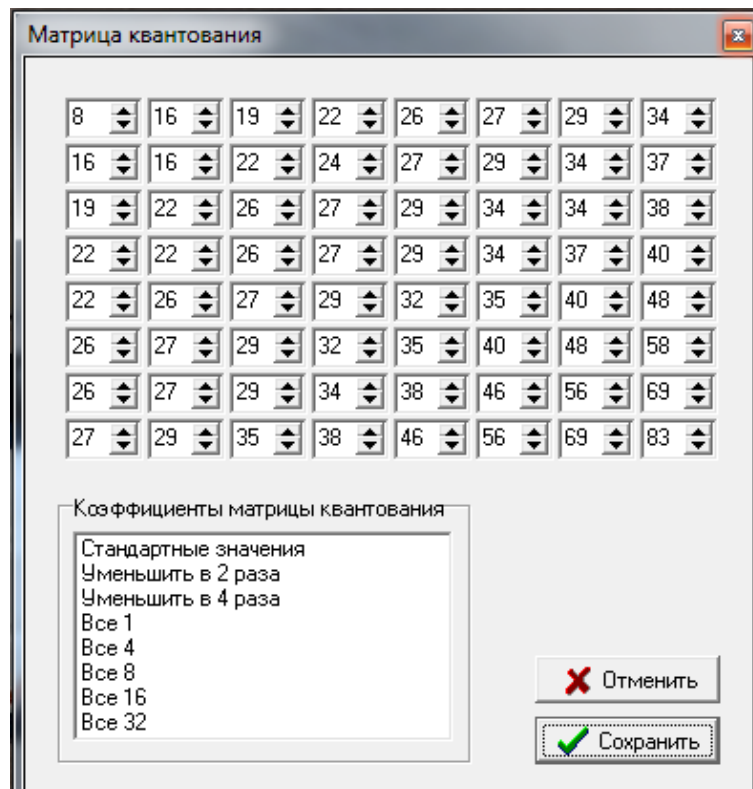 Матрица квантования
8 16 19 22 26 27 29 34
16 16 22 24 27 29 34 37
19 22 26 27 29 34 34 38
22 22 26 27 29 34 37 40
22 26 27 29 32 35 40 48
26 27 29 32 35 40 48 58
26 27 29 34 38 46 56 69
27 29 35 38 46 56 69 83
Коэффициенты матрицы квантования
Стандартные значения
Уменьшить в 2 раза
Уменьшить в 4 раза
Все 1
Все 4
Все 8
Все 16
Все 32
Отменить
Сохранить